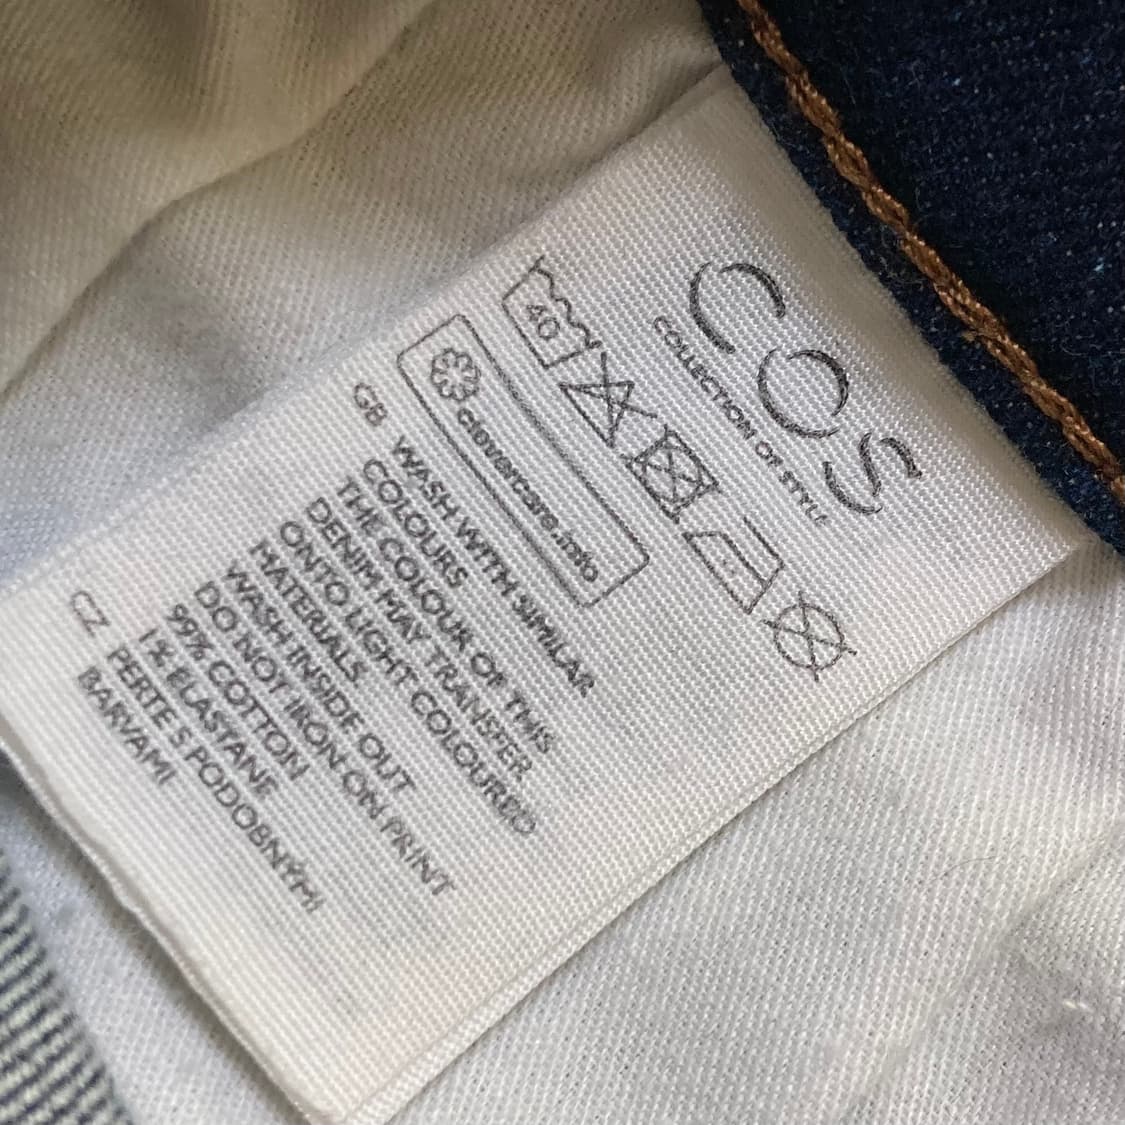 COS
COLLECTION OF STYLE
40
clevercare.info
GB WASH WITH SIMILAR
COLOURS
THE COLOUR OF THIS
DENIM MAY TRANSFER
ONTO LIGHT COLOURED
MATERIALS.
WASH INSIDE OUT
DO NOT IRON ON PRINT
99% COTTON
1% ELASTANE
CZ PERTE S PODOBNÝMI
BARVAMI